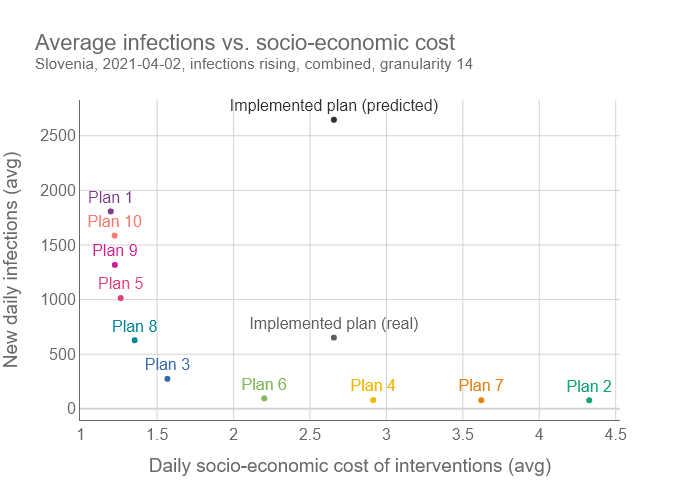 Average infections vs. socio-economic cost
Slovenia, 2021-04-02, infections rising, combined, granularity 14
Implemented plan (predicted)
2500
2000
Plan 1
Plan 10
1500
Plan 9
Plan 5
1000
Implemented plan (real)
Plan 8
500
Plan 3
Plan 6
Plan 4
Plan 7
Plan 2
0
1
1.5
2
2.5
3
3.5
4
4.5
New daily infections (avg)
Daily socio-economic cost of interventions (avg)